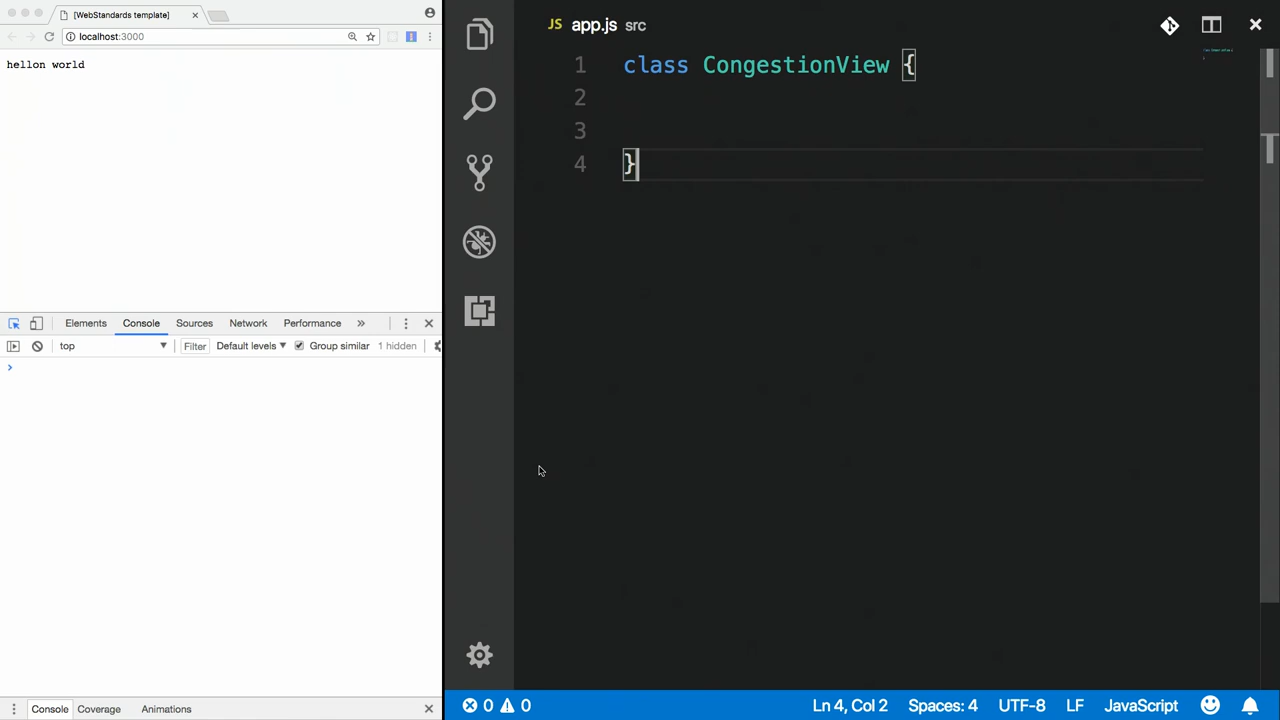 [WebStandards template]
localhost:3000
hellon world
Elements Console Sources Network Performance »
top Filter Default levels Group similar 1 hidden
Console Coverage Animations
JS app.js src
1 class CongestionView {
2
3
4 }
0 0 Ln 4, Col 2 Spaces: 4 UTF-8 LF JavaScript